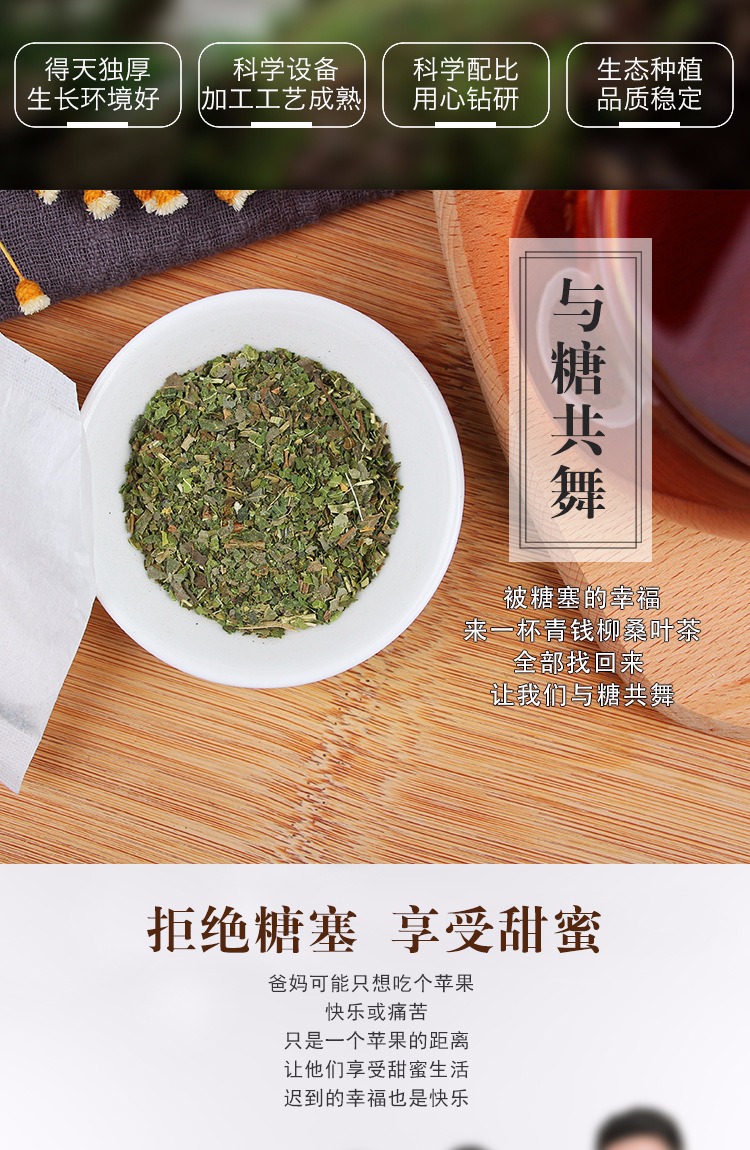 得天独厚
生长环境好
科学设备
加工工艺成熟
科学配比
用心钻研
生态种植
品质稳定
与糖共舞
被糖塞的幸福
来一杯青钱柳桑叶茶
全部找回来
让我们与糖共舞
拒绝糖塞 享受甜蜜
爸妈可能只想吃个苹果
快乐或痛苦
只是一个苹果的距离
让他们享受甜蜜生活
迟到的幸福也是快乐